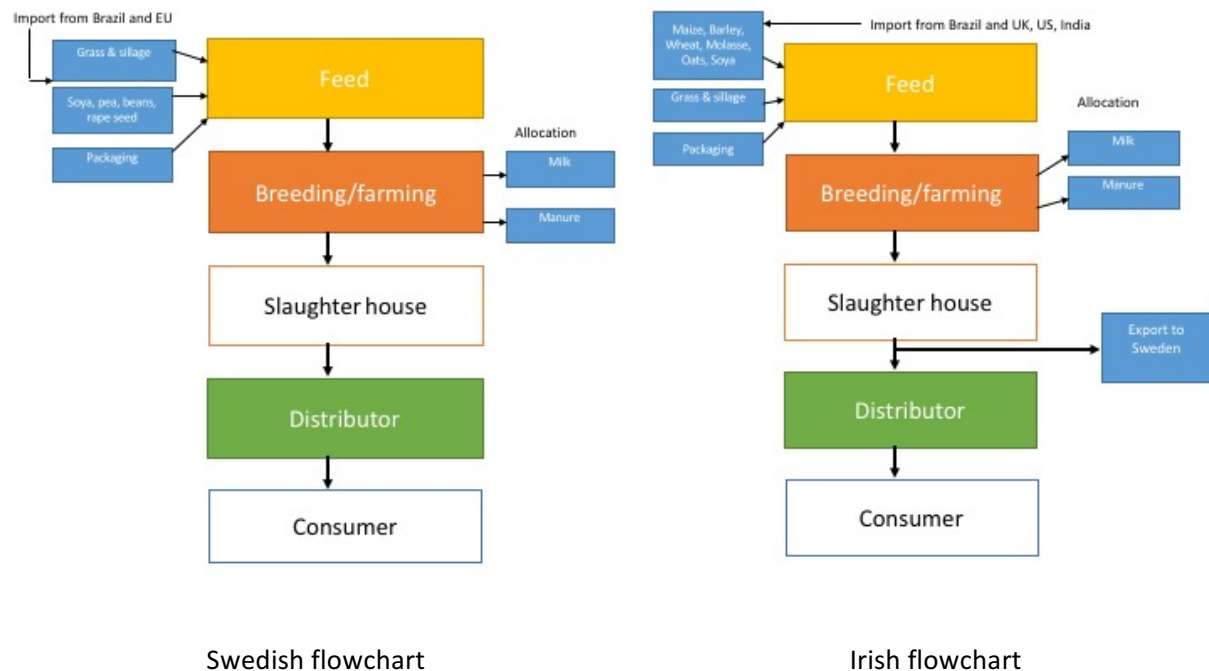 Import from Brazil and EU
Grass & sillage
Soya, pea, beans,
rape seed
Packaging
Feed
Allocation
Breeding/farming
Milk
Manure
Slaughter house
Distributor
Consumer
Swedish flowchart
Import from Brazil and UK, US, India
Maize, Barley,
Wheat, Molasse,
Oats, Soya
Grass & sillage
Packaging
Feed
Allocation
Breeding/farming
Milk
Manure
Slaughter house
Export to
Sweden
Distributor
Consumer
Irish flowchart